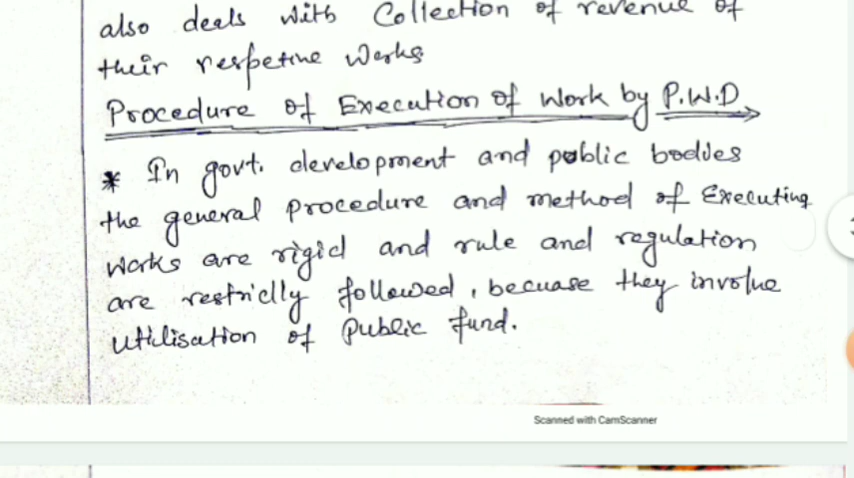 also deals with Collection of revenue of
their respetive Works
Procedure of Execution of Work by P.W.D
* In govt. development and public boddes
the general procedure and method of Executing
Works are rigid and rule and regulation
are restriclly followed, becuase they involve
utilisation of Public fund.
Scanned with CamScanner